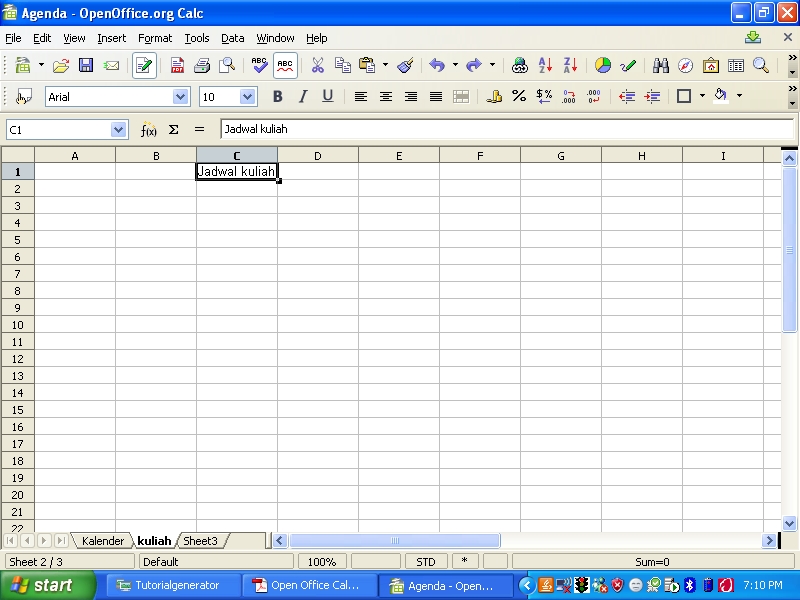 Agenda - OpenOffice.org Calc
File Edit View Insert Format Tools Data Window Help
ABC ABC
Arial 10 B I U
C1 f(x) Σ = Jadwal kuliah
A B C D E F G H I
1 Jadwal kuliah
2
3
4
5
6
7
8
9
10
11
12
13
14
15
16
17
18
19
20
21
22
Kalender kuliah Sheet3
Sheet 2 / 3 Default 100% STD * Sum=0
start Tutorialgenerator Open Office Cal... Agenda - Open... 7:10 PM